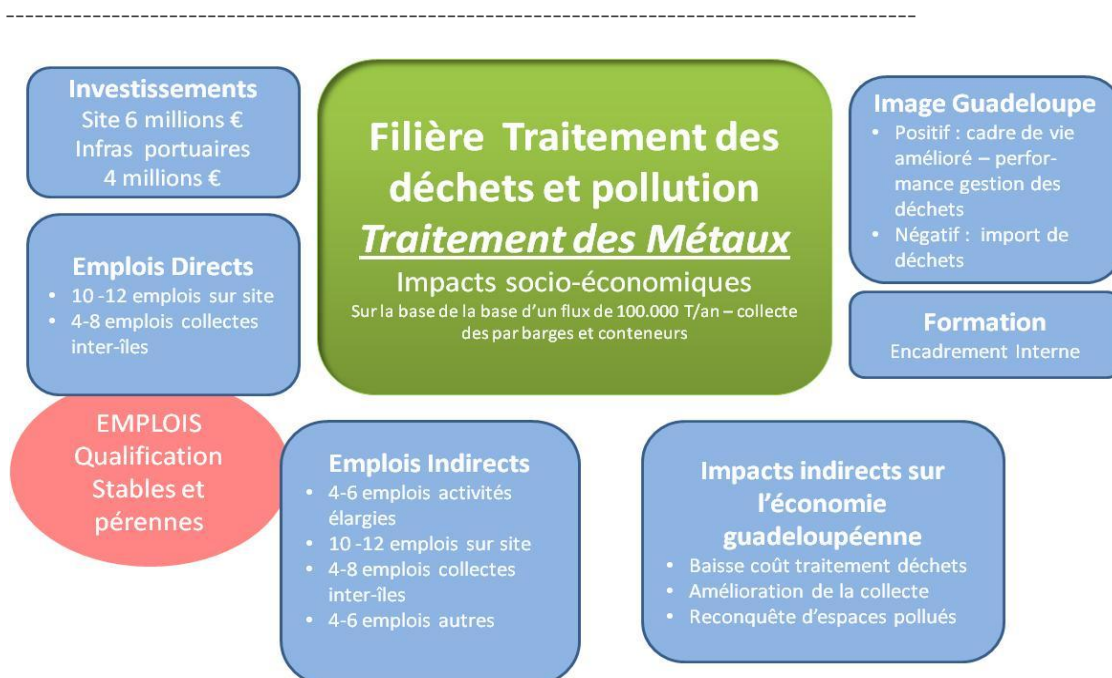 Investissements
Site 6 millions €
Infras portuaires
4 millions €
Filière Traitement des
déchets et pollution
Traitement des Métaux
Impacts socio-économiques
Sur la base de la base d'un flux de 100.000 T/an – collecte
des par barges et conteneurs
Image Guadeloupe
• Positif : cadre de vie
amélioré – perfor-
mance gestion des
déchets
• Négatif : import de
déchets
Emplois Directs
• 10 -12 emplois sur site
• 4-8 emplois collectes
inter-îles
Formation
Encadrement Interne
EMPLOIS
Qualification
Stables et
pérennes
Emplois Indirects
• 4-6 emplois activités
élargies
• 10 -12 emplois sur site
• 4-8 emplois collectes
inter-îles
• 4-6 emplois autres
Impacts indirects sur
l'économie
guadeloupéenne
• Baisse coût traitement déchets
• Amélioration de la collecte
• Reconquête d'espaces pollués